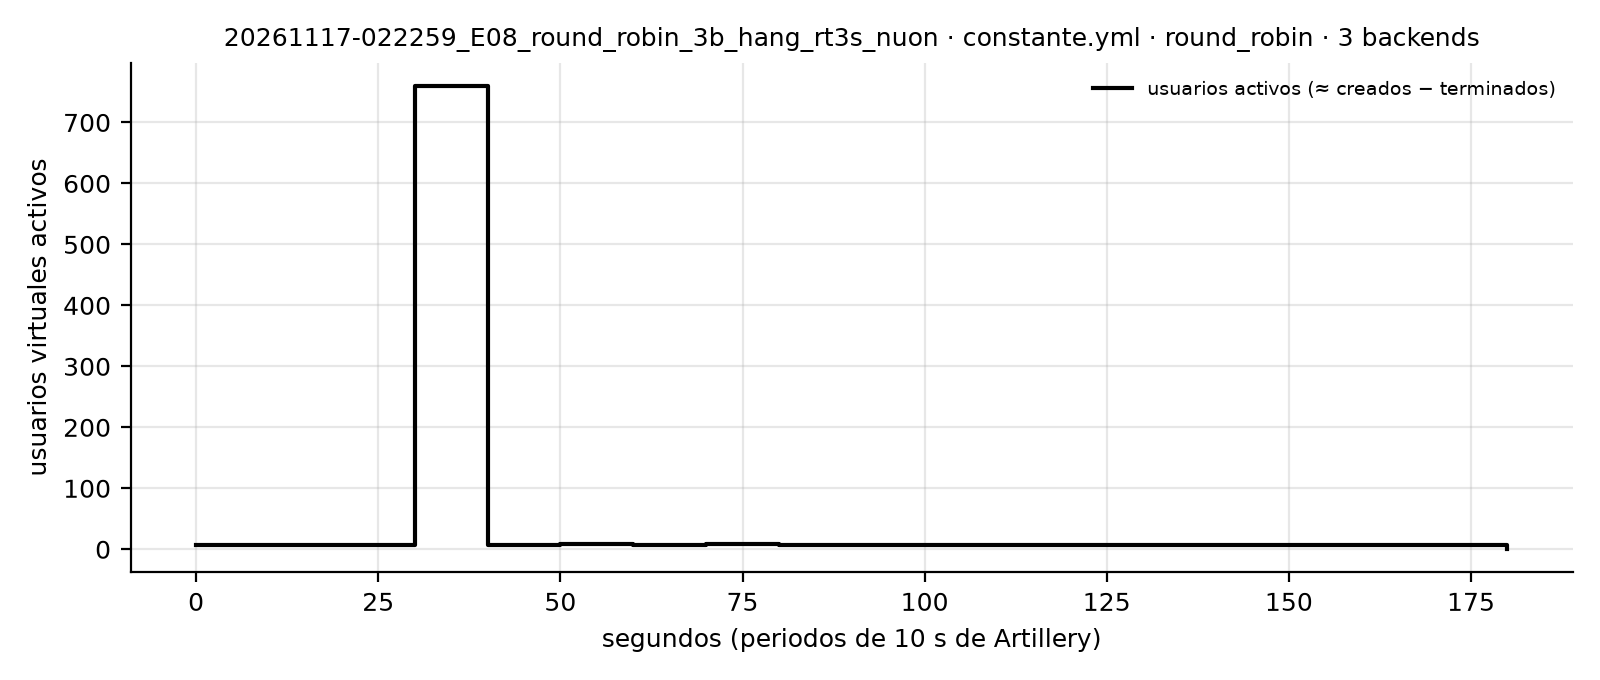 20261117-022259_E08_round_robin_3b_hang_rt3s_nuon · constante.yml · round_robin · 3 backends
usuarios activos (≈ creados − terminados)
usuarios virtuales activos
700
600
500
400
300
200
100
0
0 25 50 75 100 125 150 175
segundos (periodos de 10 s de Artillery)